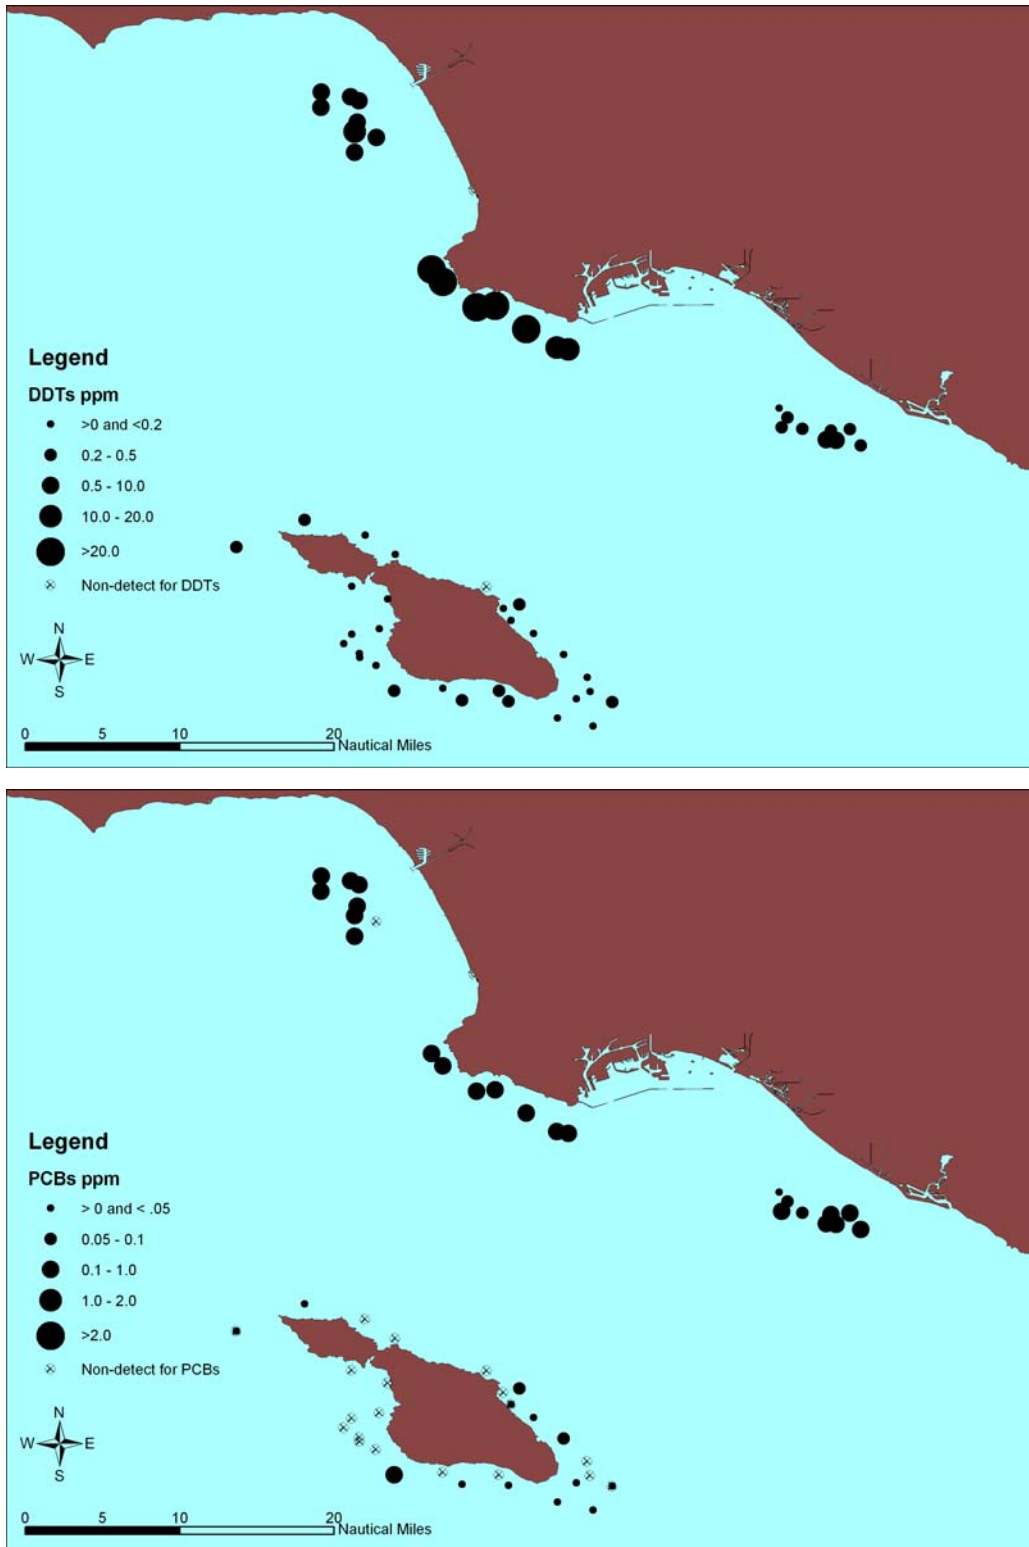 Legend
DDTs ppm
>0 and <0.2
0.2 - 0.5
0.5 - 10.0
10.0 - 20.0
>20.0
Non-detect for DDTs
N
W E
S
0 5 10 20
Nautical Miles
Legend
PCBs ppm
> 0 and < .05
0.05 - 0.1
0.1 - 1.0
1.0 - 2.0
>2.0
Non-detect for PCBs
N
W E
S
0 5 10 20
Nautical Miles